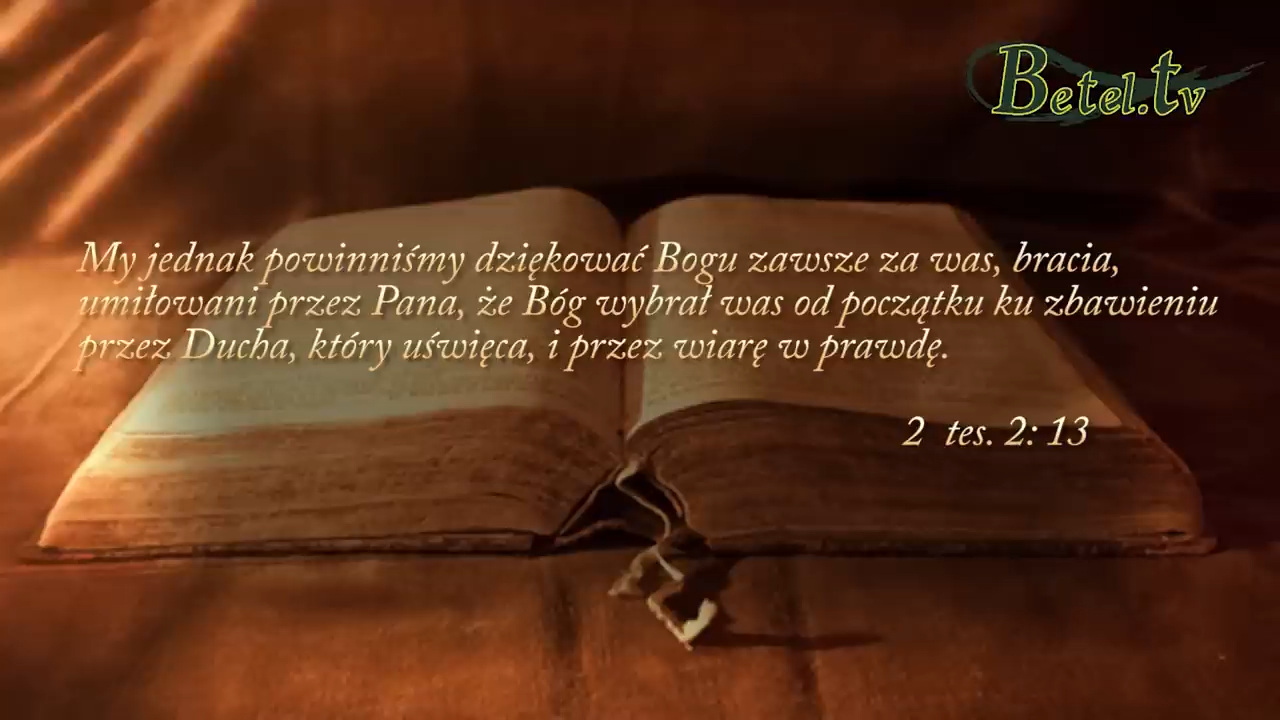 Betel.tv
My jednak powinniśmy dziękować Bogu zawsze za was, bracia,
umiłowani przez Pana, że Bóg wybrał was od początku ku zbawieniu
przez Ducha, który uświęca, i przez wiarę w prawdę.
2 tes. 2: 13